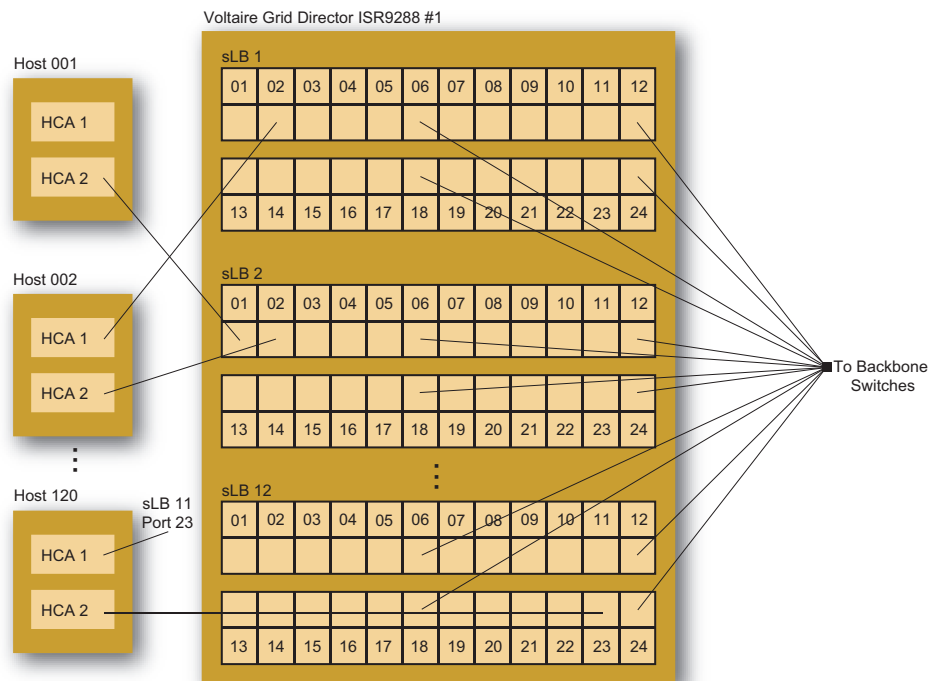 Voltaire Grid Director ISR9288 #1
Host 001
HCA 1
HCA 2
Host 002
HCA 1
HCA 2
Host 120
HCA 1
HCA 2
sLB 11
Port 23
sLB 1
01 02 03 04 05 06 07 08 09 10 11 12
13 14 15 16 17 18 19 20 21 22 23 24
sLB 2
01 02 03 04 05 06 07 08 09 10 11 12
13 14 15 16 17 18 19 20 21 22 23 24
sLB 12
01 02 03 04 05 06 07 08 09 10 11 12
13 14 15 16 17 18 19 20 21 22 23 24
To Backbone
Switches